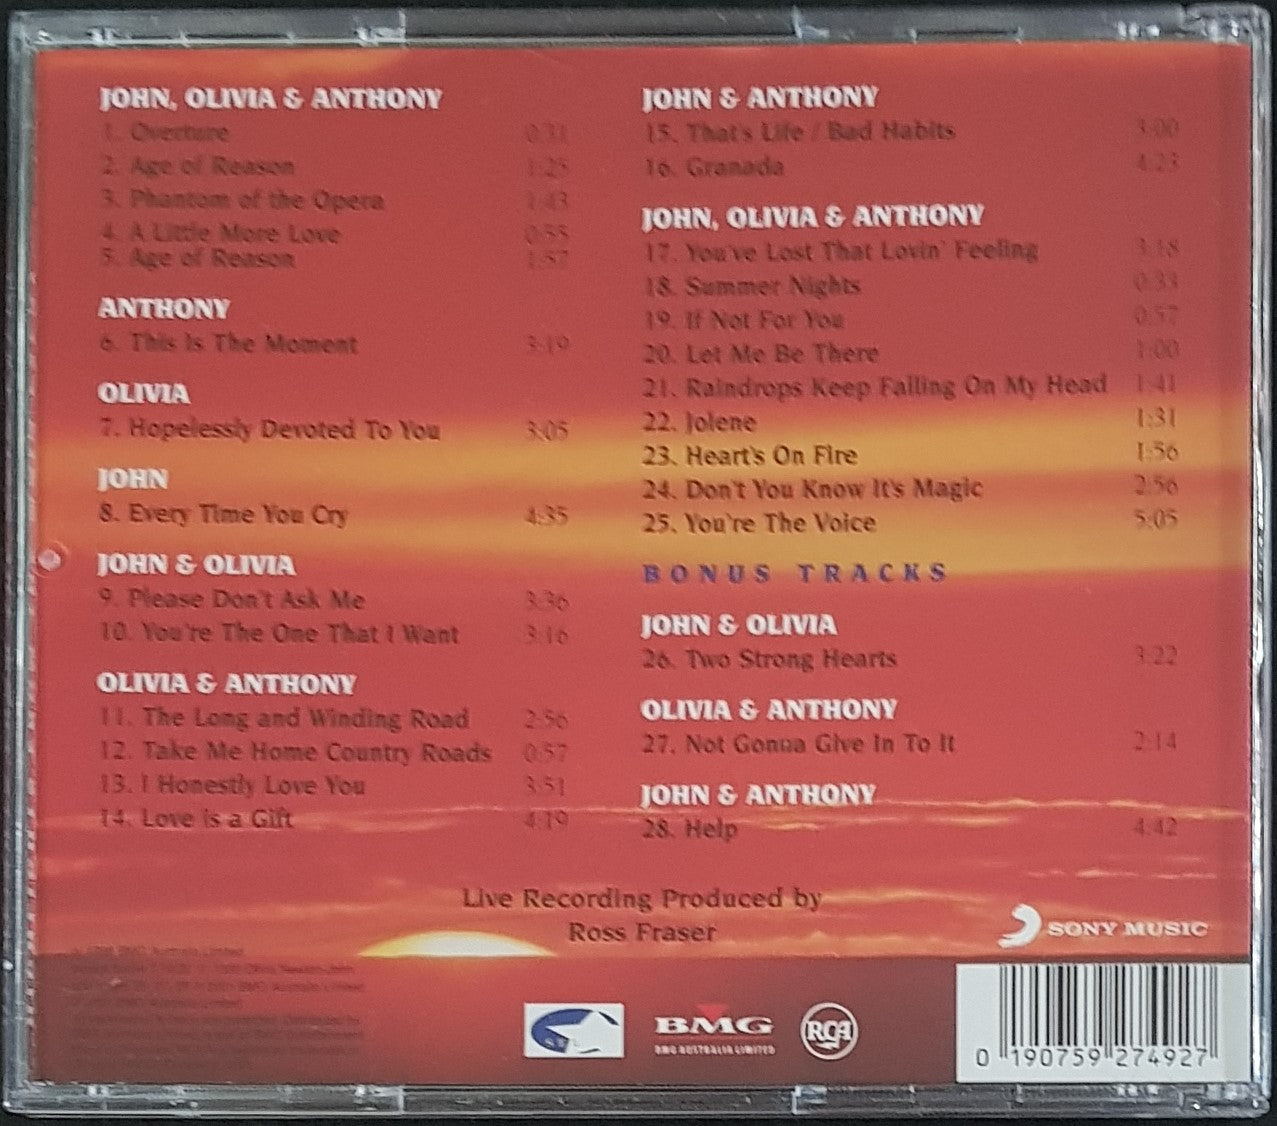 JOHN, OLIVIA & ANTHONY
1. Overture 0:31
2. Age of Reason 1:25
3. Phantom of the Opera 1:43
4. A Little More Love 0:55
5. Age of Reason 1:57
ANTHONY
6. This Is The Moment 3:19
OLIVIA
7. Hopelessly Devoted To You 3:05
JOHN
8. Every Time You Cry 4:35
JOHN & OLIVIA
9. Please Don't Ask Me 3:36
10. You're The One That I Want 3:16
OLIVIA & ANTHONY
11. The Long and Winding Road 2:56
12. Take Me Home Country Roads 0:57
13. I Honestly Love You 3:51
14. Love is a Gift 4:19
JOHN & ANTHONY
15. That's Life / Bad Habits 3:00
16. Granada 4:23
JOHN, OLIVIA & ANTHONY
17. You've Lost That Lovin' Feeling 3:18
18. Summer Nights 0:33
19. If Not For You 0:57
20. Let Me Be There 1:00
21. Raindrops Keep Falling On My Head 1:41
22. Jolene 1:31
23. Heart's On Fire 1:56
24. Don't You Know It's Magic 2:56
25. You're The Voice 5:05
BONUS TRACKS
JOHN & OLIVIA
26. Two Strong Hearts 3:22
OLIVIA & ANTHONY
27. Not Gonna Give In To It 2:14
JOHN & ANTHONY
28. Help 4:42
Live Recording Produced by
Ross Fraser
SONY MUSIC
BMG
BMG AUSTRALIA LIMITED
RCA
0 190759 274927